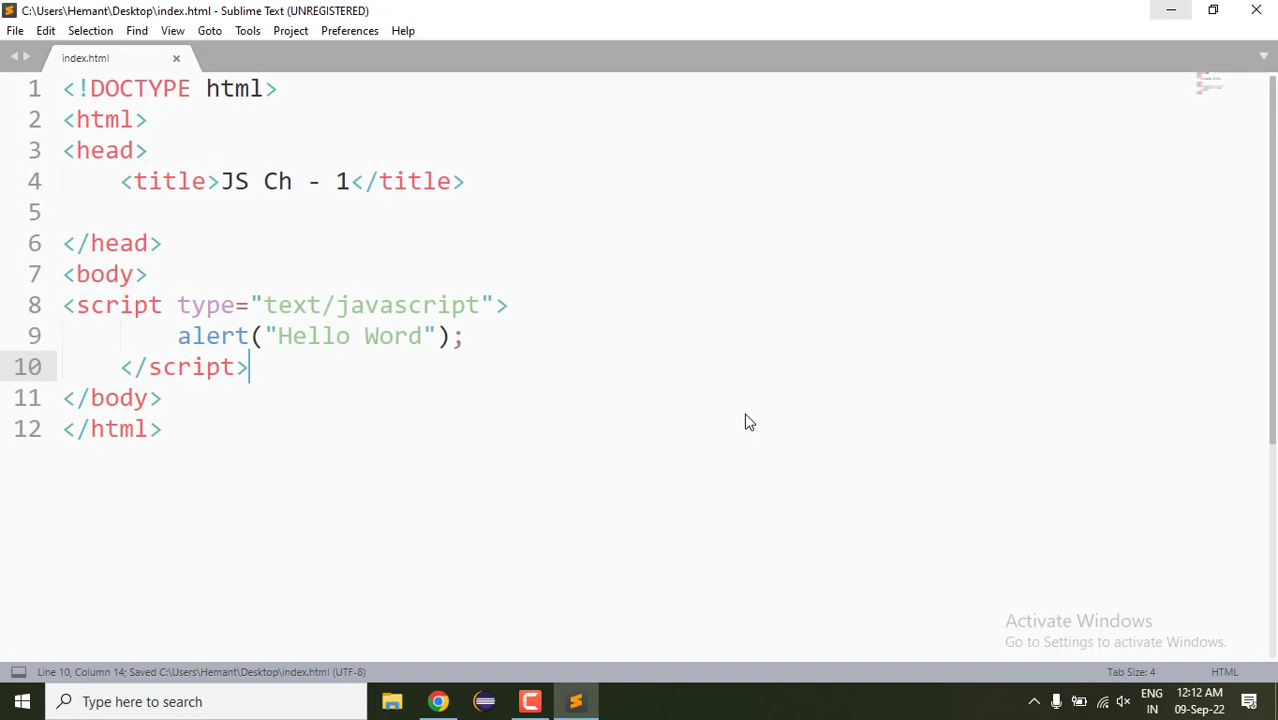 C:\Users\Hemant\Desktop\index.html - Sublime Text (UNREGISTERED)
File Edit Selection Find View Goto Tools Project Preferences Help
index.html
1 <!DOCTYPE html>
2 <html>
3 <head>
4     <title>JS Ch - 1</title>
5
6 </head>
7 <body>
8 <script type="text/javascript">
9         alert("Hello Word");
10     </script>
11 </body>
12 </html>
Activate Windows
Go to Settings to activate Windows.
Line 10, Column 14; Saved C:\Users\Hemant\Desktop\index.html (UTF-8) Tab Size: 4 HTML
Type here to search
ENG 12:12 AM
IN 09-Sep-22